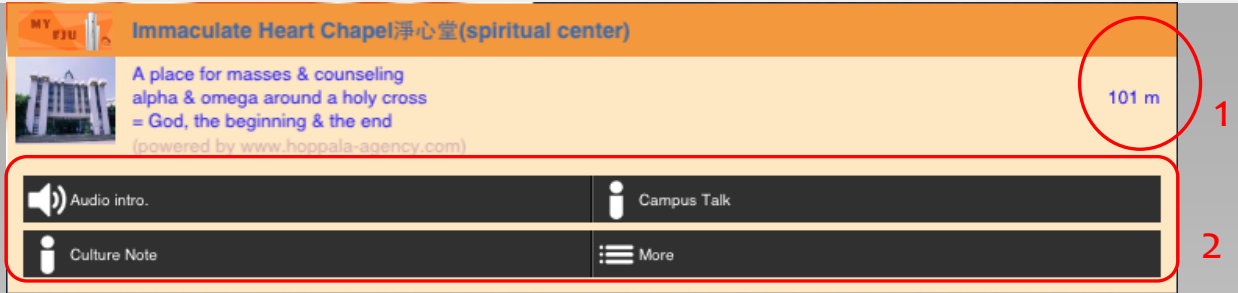 MY FJU
Immaculate Heart Chapel淨心堂(spiritual center)
A place for masses & counseling
alpha & omega around a holy cross
= God, the beginning & the end
(powered by www.hoppala-agency.com)
101 m
1
Audio intro.
Campus Talk
Culture Note
More
2